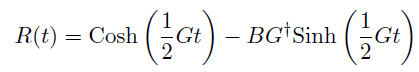 R(t) = Cosh(1/2 Gt) − BG†Sinh(1/2 Gt)